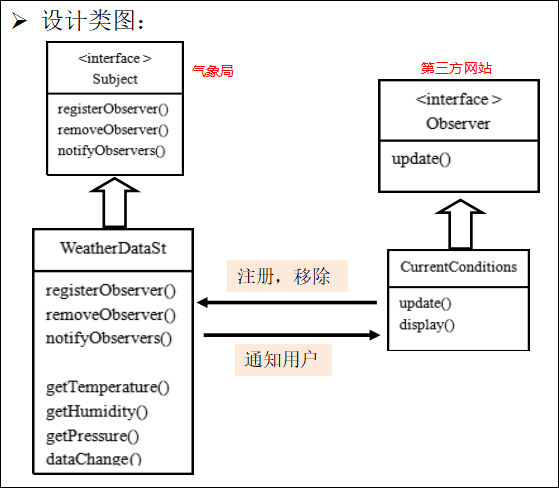 ➢ 设计类图：
<interface>
Subject
registerObserver()
removeObserver()
notifyObservers()
气象局
第三方网站
<interface>
Observer
update()
WeatherDataSt
registerObserver()
removeObserver()
notifyObservers()
getTemperature()
getHumidity()
getPressure()
dataChange()
注册，移除
通知用户
CurrentConditions
update()
display()